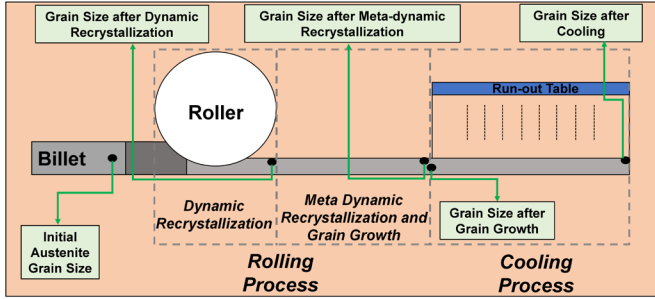 Grain Size after Dynamic
Recrystallization
Grain Size after Meta-dynamic
Recrystallization
Grain Size after
Cooling
Run-out Table
Roller
Billet
Dynamic
Recrystallization
Meta Dynamic
Recrystallization and
Grain Growth
Grain Size after
Grain Growth
Initial
Austenite
Grain Size
Rolling
Process
Cooling
Process